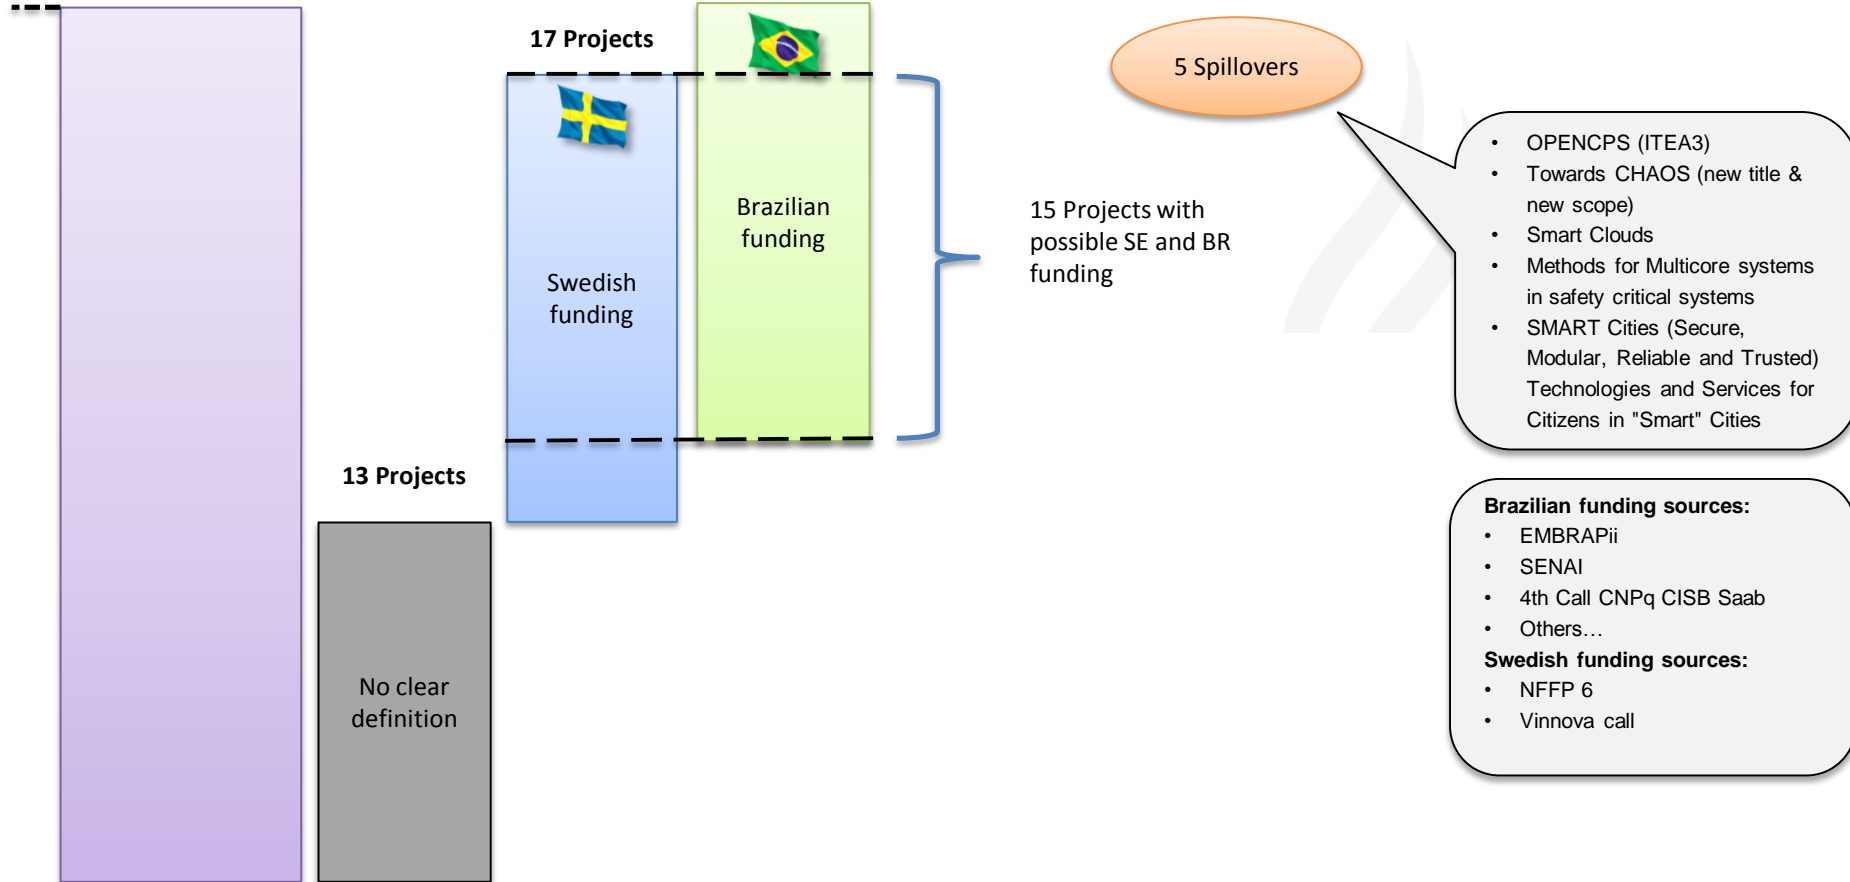 17 Projects
5 Spillovers
Brazilian
funding
Swedish
funding
15 Projects with
possible SE and BR
funding
• OPENCPS (ITEA3)
• Towards CHAOS (new title &
new scope)
• Smart Clouds
• Methods for Multicore systems
in safety critical systems
• SMART Cities (Secure,
Modular, Reliable and Trusted)
Technologies and Services for
Citizens in "Smart" Cities
13 Projects
No clear
definition
Brazilian funding sources:
• EMBRAPii
• SENAI
• 4th Call CNPq CISB Saab
• Others…
Swedish funding sources:
• NFFP 6
• Vinnova call